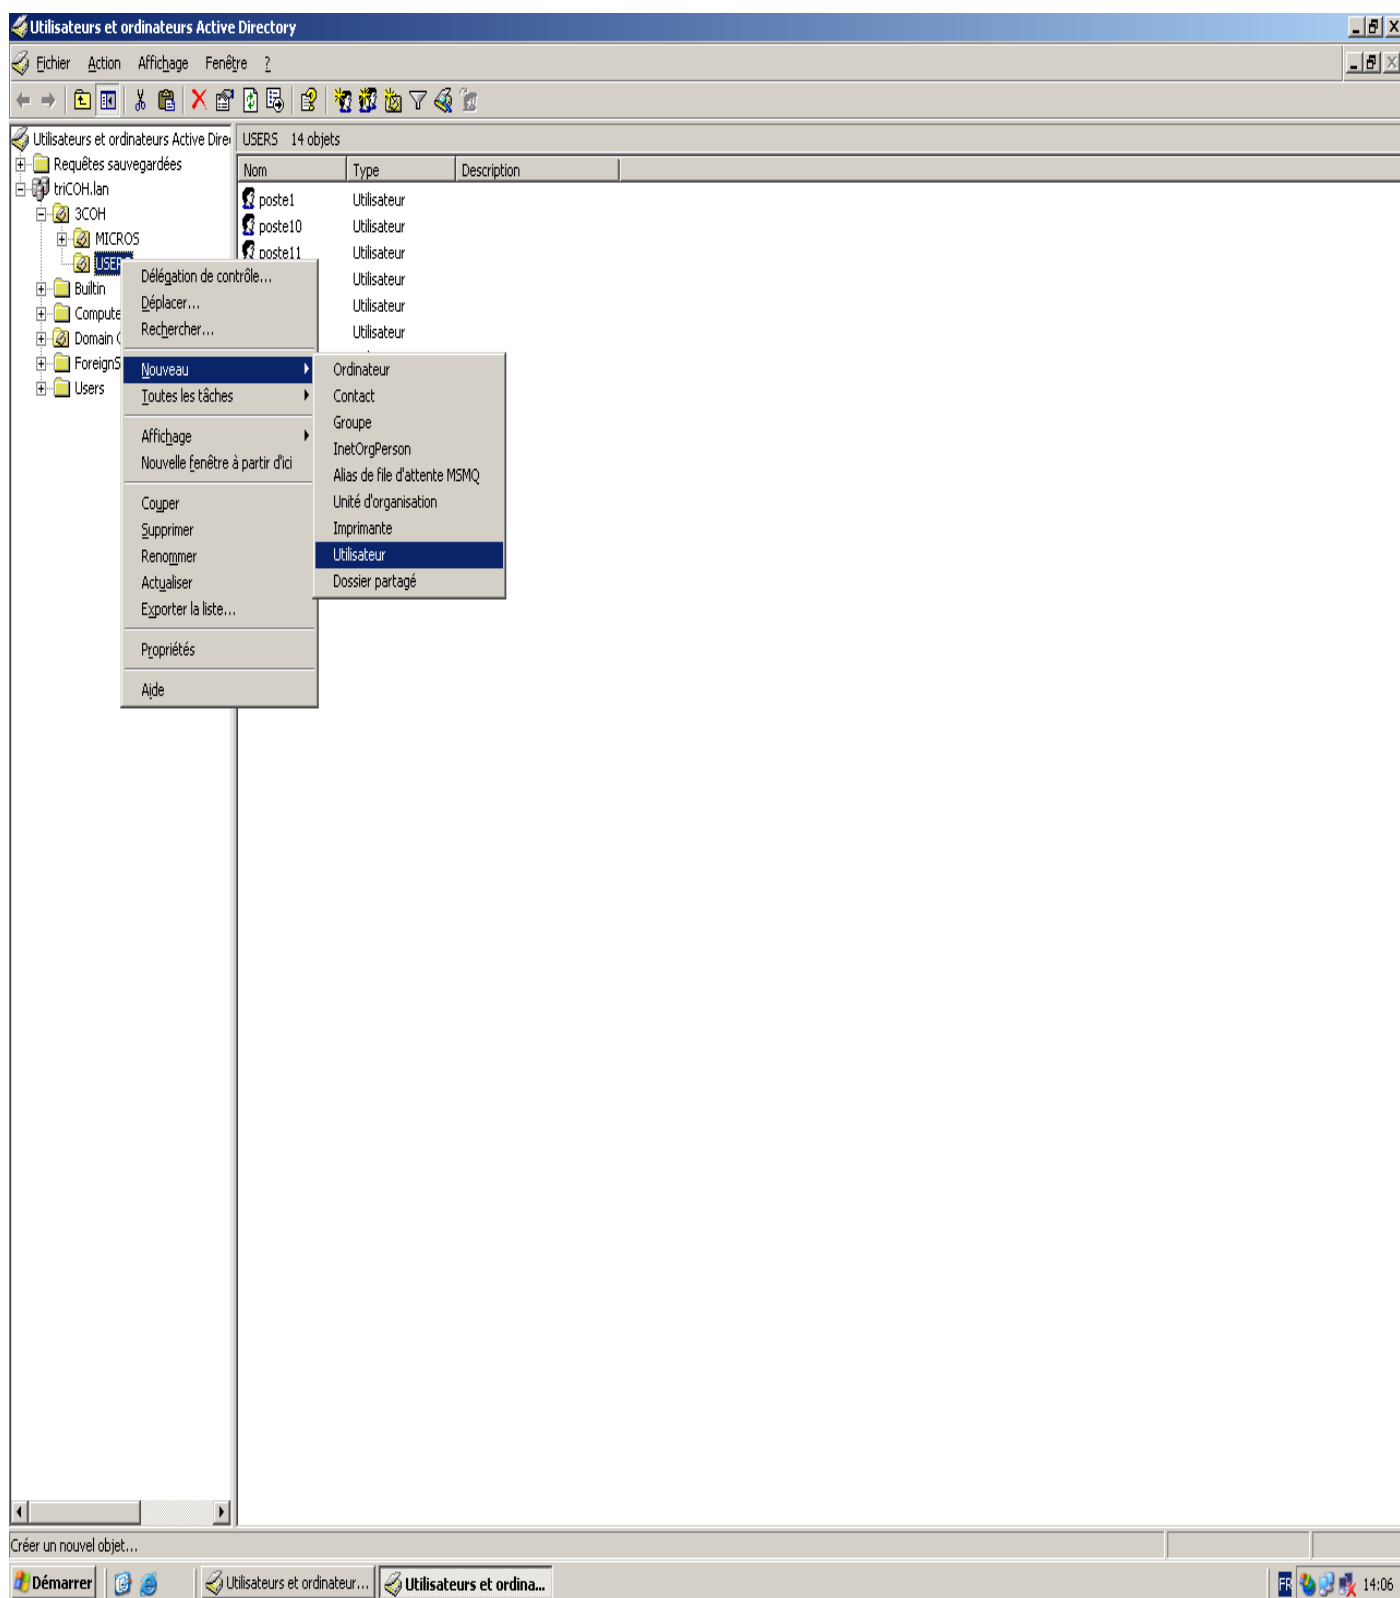 Utilisateurs et ordinateurs Active Directory
Fichier Action Affichage Fenêtre ?
Utilisateurs et ordinateurs Active Dire
USERS 14 objets
Requêtes sauvegardées
triCOH.lan
3COH
MICROS
USERS
Builtin
Compute
Domain C
ForeignS
Users
Nom Type Description
poste1 Utilisateur
poste10 Utilisateur
poste11 Utilisateur
Utilisateur
Utilisateur
Utilisateur
Délégation de contrôle...
Déplacer...
Rechercher...
Nouveau
Toutes les tâches
Affichage
Nouvelle fenêtre à partir d'ici
Couper
Supprimer
Renommer
Actualiser
Exporter la liste...
Propriétés
Aide
Ordinateur
Contact
Groupe
InetOrgPerson
Alias de file d'attente MSMQ
Unité d'organisation
Imprimante
Utilisateur
Dossier partagé
Créer un nouvel objet...
Démarrer
Utilisateurs et ordinateur...
Utilisateurs et ordina...
FR
14:06